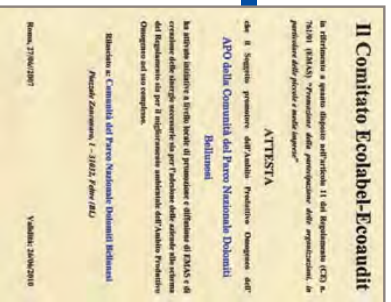 Il Comitato Ecolabel-Ecoaudit
in riferimento a quanto disposto nell'articolo 11 del Regolamento (CE) n.
761/01 (EMAS) "Promozione della partecipazione delle organizzazioni, in
particolare delle piccole e medie imprese"
ATTESTA
che il Soggetto promotore dell'Ambito Produttivo Omogeneo dell'
APO della Comunità del Parco Nazionale Dolomiti
Bellunesi
ha attivato iniziative a livello locale di promozione e diffusione di EMAS e di
creazione delle sinergie necessarie sia per l'adesione delle aziende allo schema
del Regolamento sia per il miglioramento ambientale dell'Ambito Produttivo
Omogeneo nel suo complesso.
Rilasciato a: Comunità del Parco Nazionale Dolomiti Bellunesi
Piazzale Zancanaro, 1 - 31032, Feltre (BL)
Roma, 27/06/2007 Validità: 26/06/2010